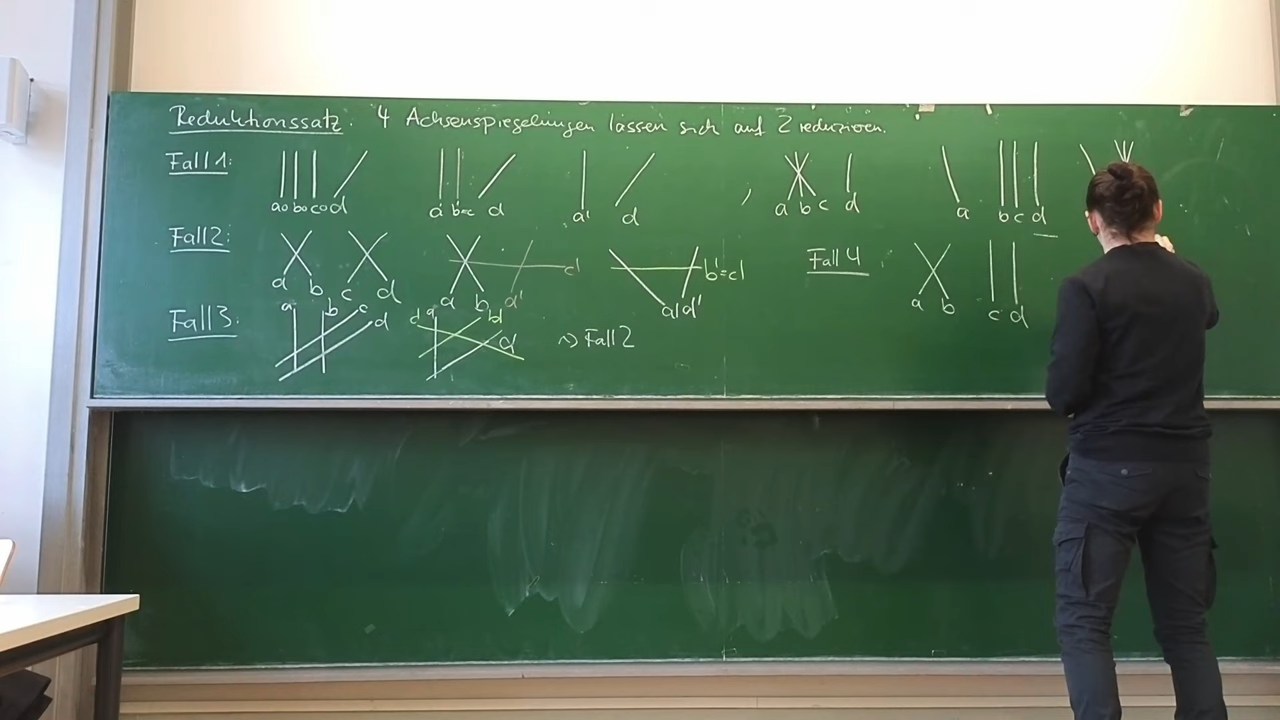 Reduktionssatz: 4 Achsenspiegelungen lassen sich auf 2 reduzieren.
Fall 1: a o b o c o d a' b=c d a' d , a b c d a b c d
Fall 2: a b c d a b d' c' a' d' b'=c' Fall 4: a b c d
Fall 3: a b c d c' a b' d ~> Fall 2